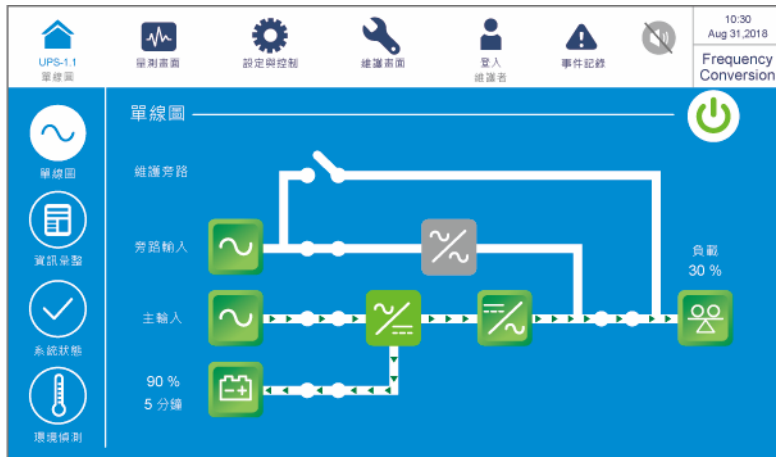 UPS-1.1
單線圖
量測畫面
設定與控制
維護畫面
登入
維護者
事件記錄
10:30
Aug 31,2018
Frequency
Conversion
單線圖
單線圖
資訊彙整
系統狀態
環境偵測
維護旁路
旁路輸入
主輸入
90 %
5 分鐘
負載
30 %